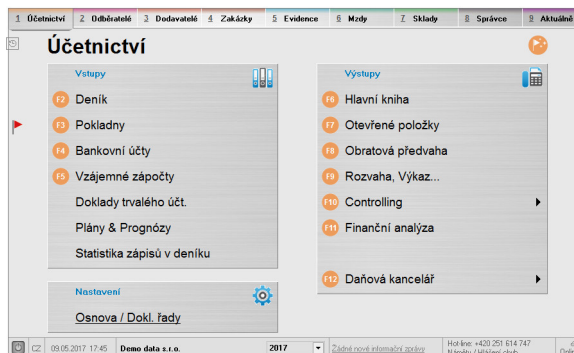 1 Účetnictví 2 Odběratelé 3 Dodavatelé 4 Zakázky 5 Evidence 6 Mzdy 7 Sklady 8 Správce 9 Aktuálně
Účetnictví
Vstupy
F2 Deník
F3 Pokladny
F4 Bankovní účty
F5 Vzájemné zápočty
Doklady trvalého účt.
Plány & Prognózy
Statistika zápisů v deníku
Nastavení
Osnova / Dokl. řady
Výstupy
F6 Hlavní kniha
F7 Otevřené položky
F8 Obratová předvaha
F9 Rozvaha, Výkaz...
F10 Controlling
F11 Finanční analýza
F12 Daňová kancelář
CZ 09.05.2017 17:45 Demo data s.r.o. 2017 Žádné nové informační zprávy
Hot-line: +420 251 614 747